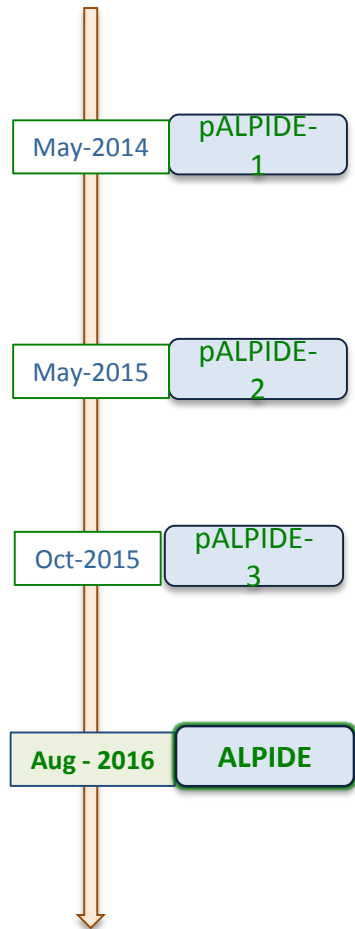 May-2014
pALPIDE-
1
May-2015
pALPIDE-
2
Oct-2015
pALPIDE-
3
Aug - 2016
ALPIDE